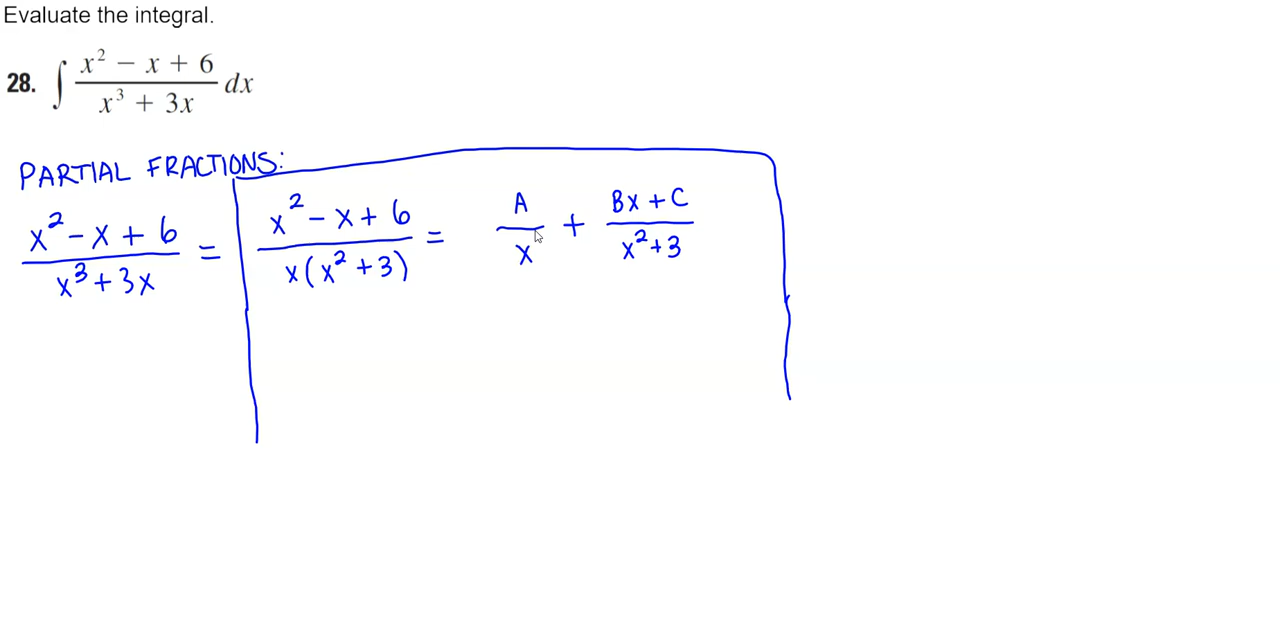 Evaluate the integral.
28. ∫ (x² − x + 6)/(x³ + 3x) dx
PARTIAL FRACTIONS:
(x² − x + 6)/(x³ + 3x) = (x² − x + 6)/(x(x² + 3)) = A/x + (Bx + C)/(x² + 3)